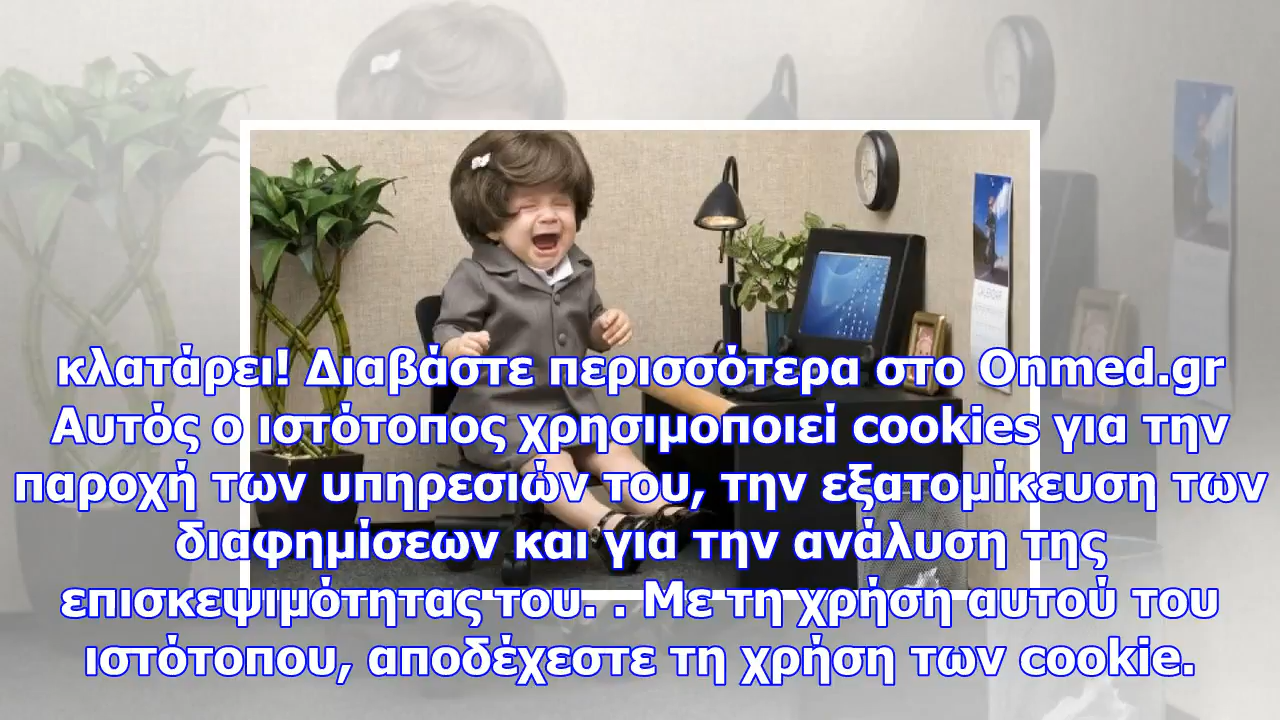 CALENDAR
κλατάρει! Διαβάστε περισσότερα στο Onmed.gr
Αυτός ο ιστότοπος χρησιμοποιεί cookies για την
παροχή των υπηρεσιών του, την εξατομίκευση των
διαφημίσεων και για την ανάλυση της
επισκεψιμότητας του. . Με τη χρήση αυτού του
ιστότοπου, αποδέχεστε τη χρήση των cookie.